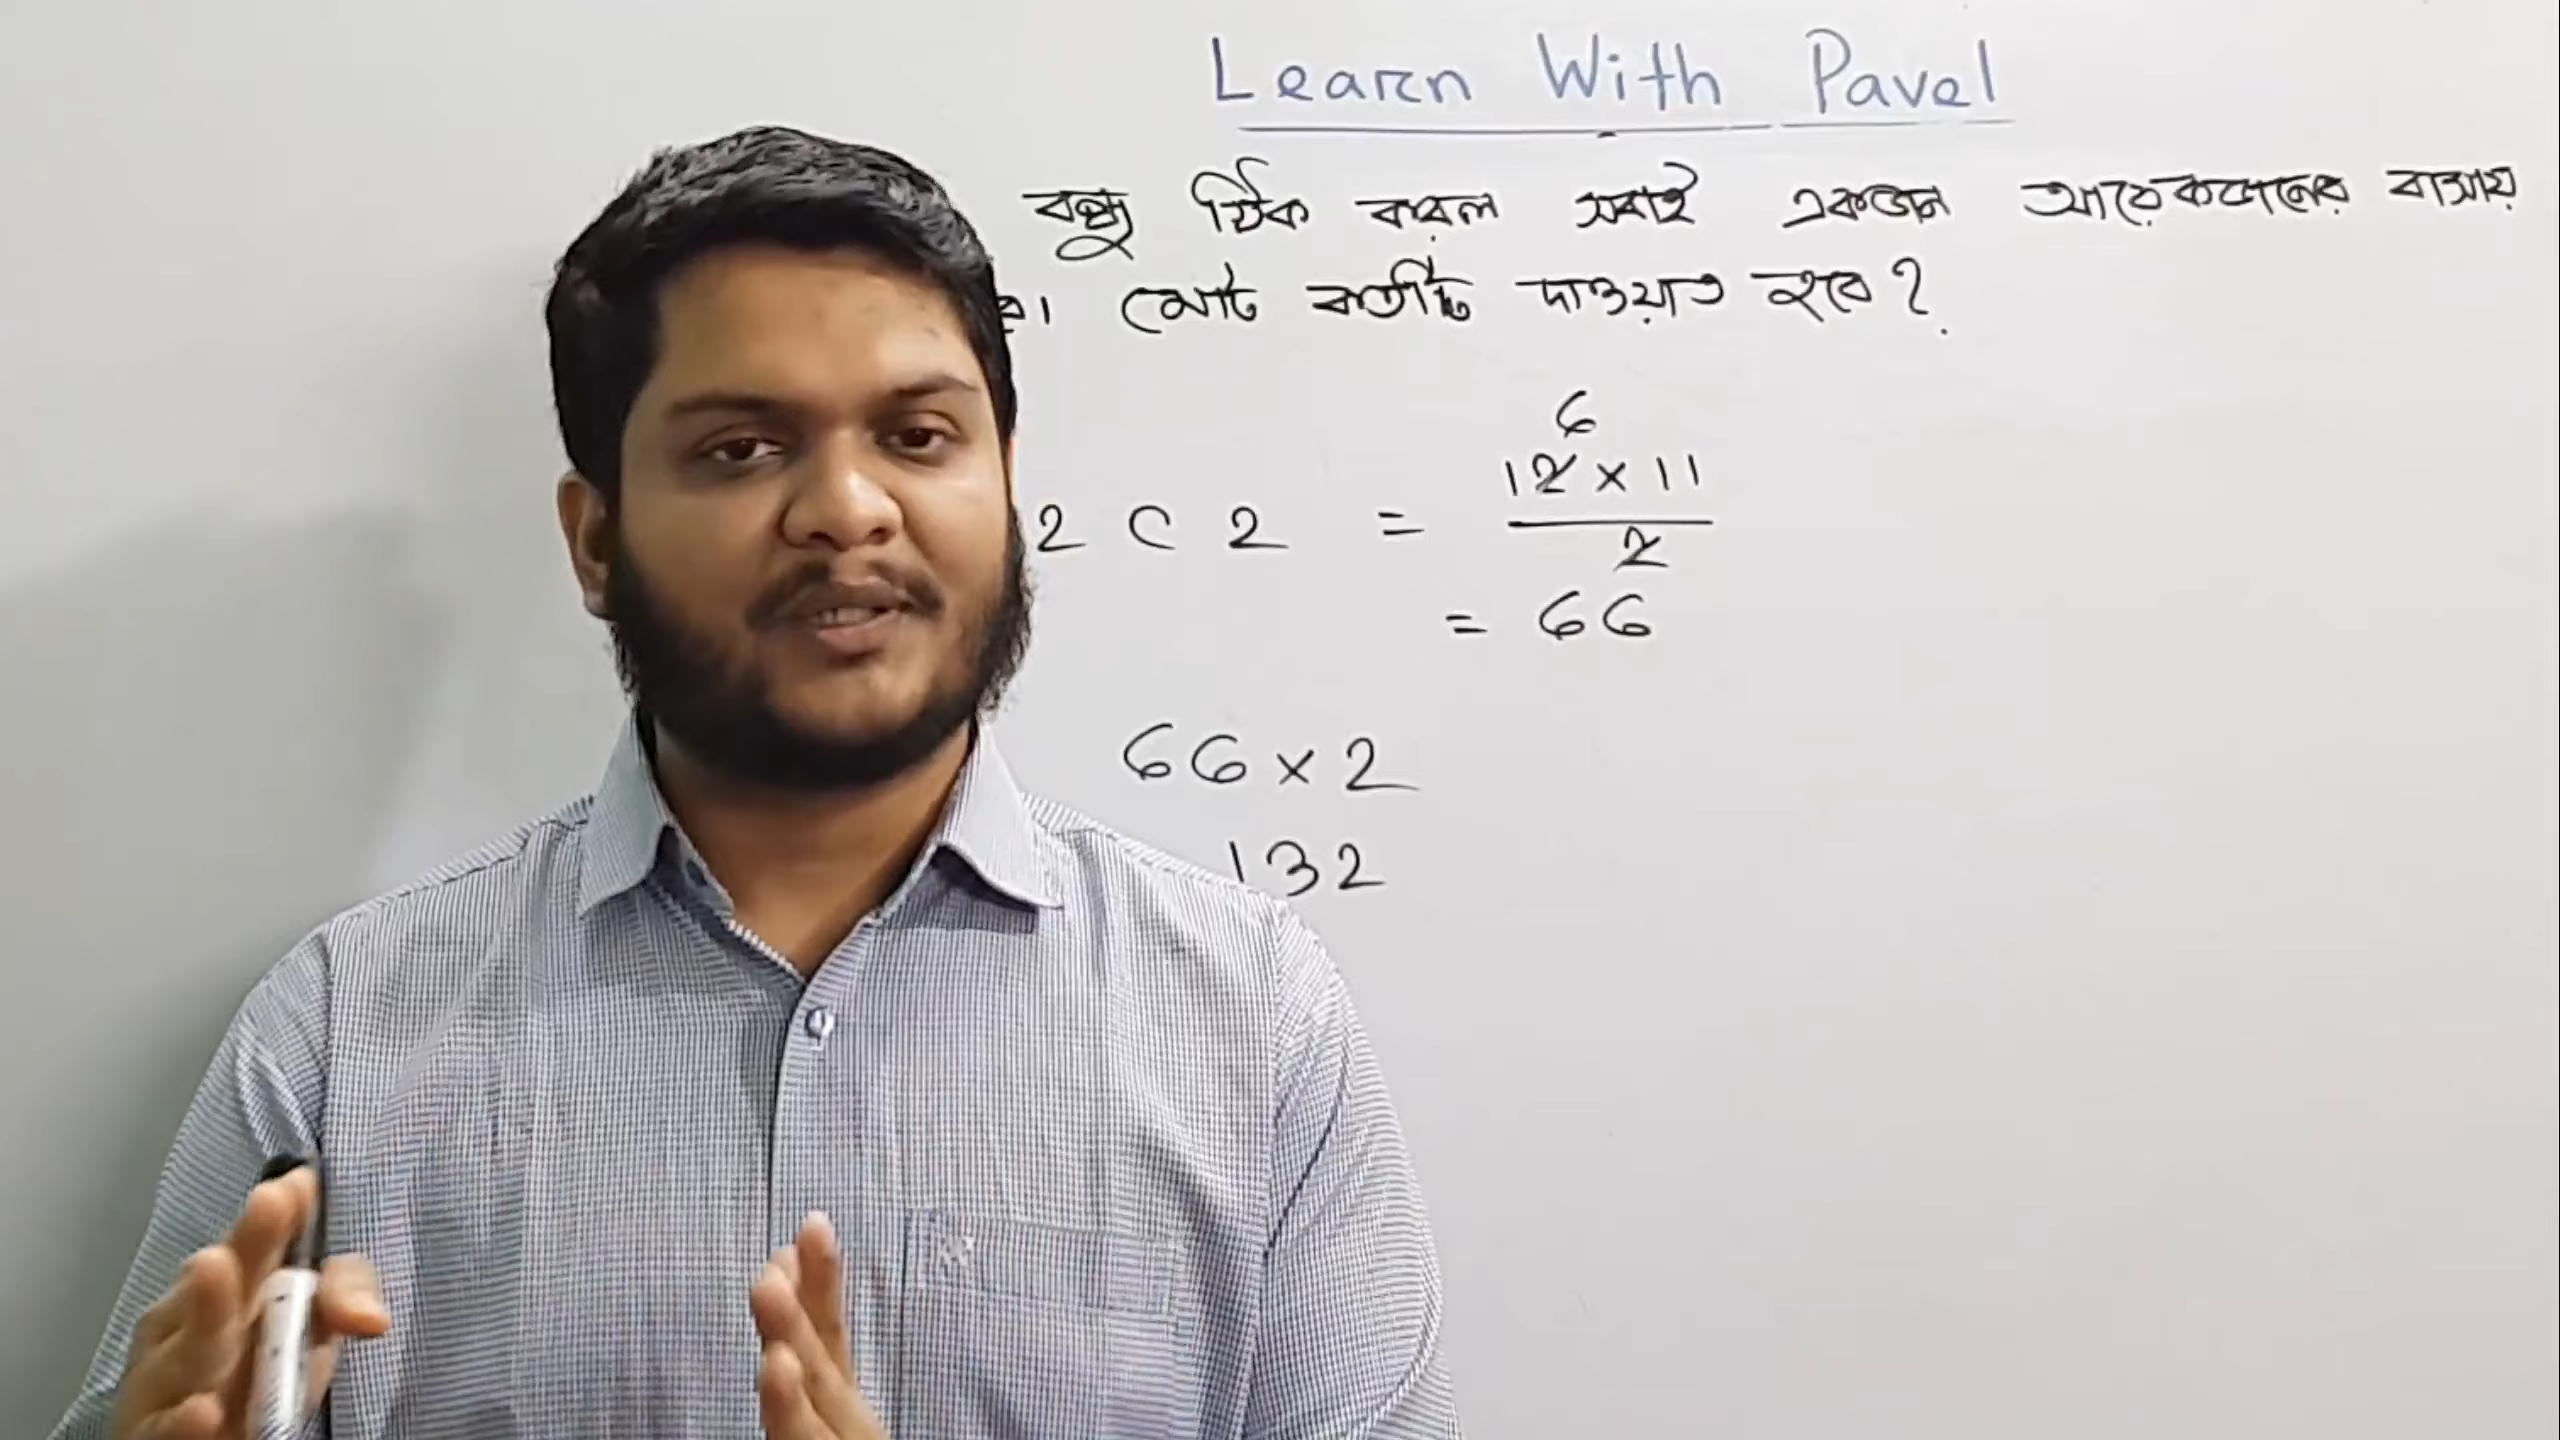 Learn With Pavel
বন্ধু ঠিক করল সবাই একজন আরেকজনের বাসায়
। মোট কতটি দাওয়াত হবে?
6
12 × 11
2 C 2 =
2
= 66
66 × 2
132